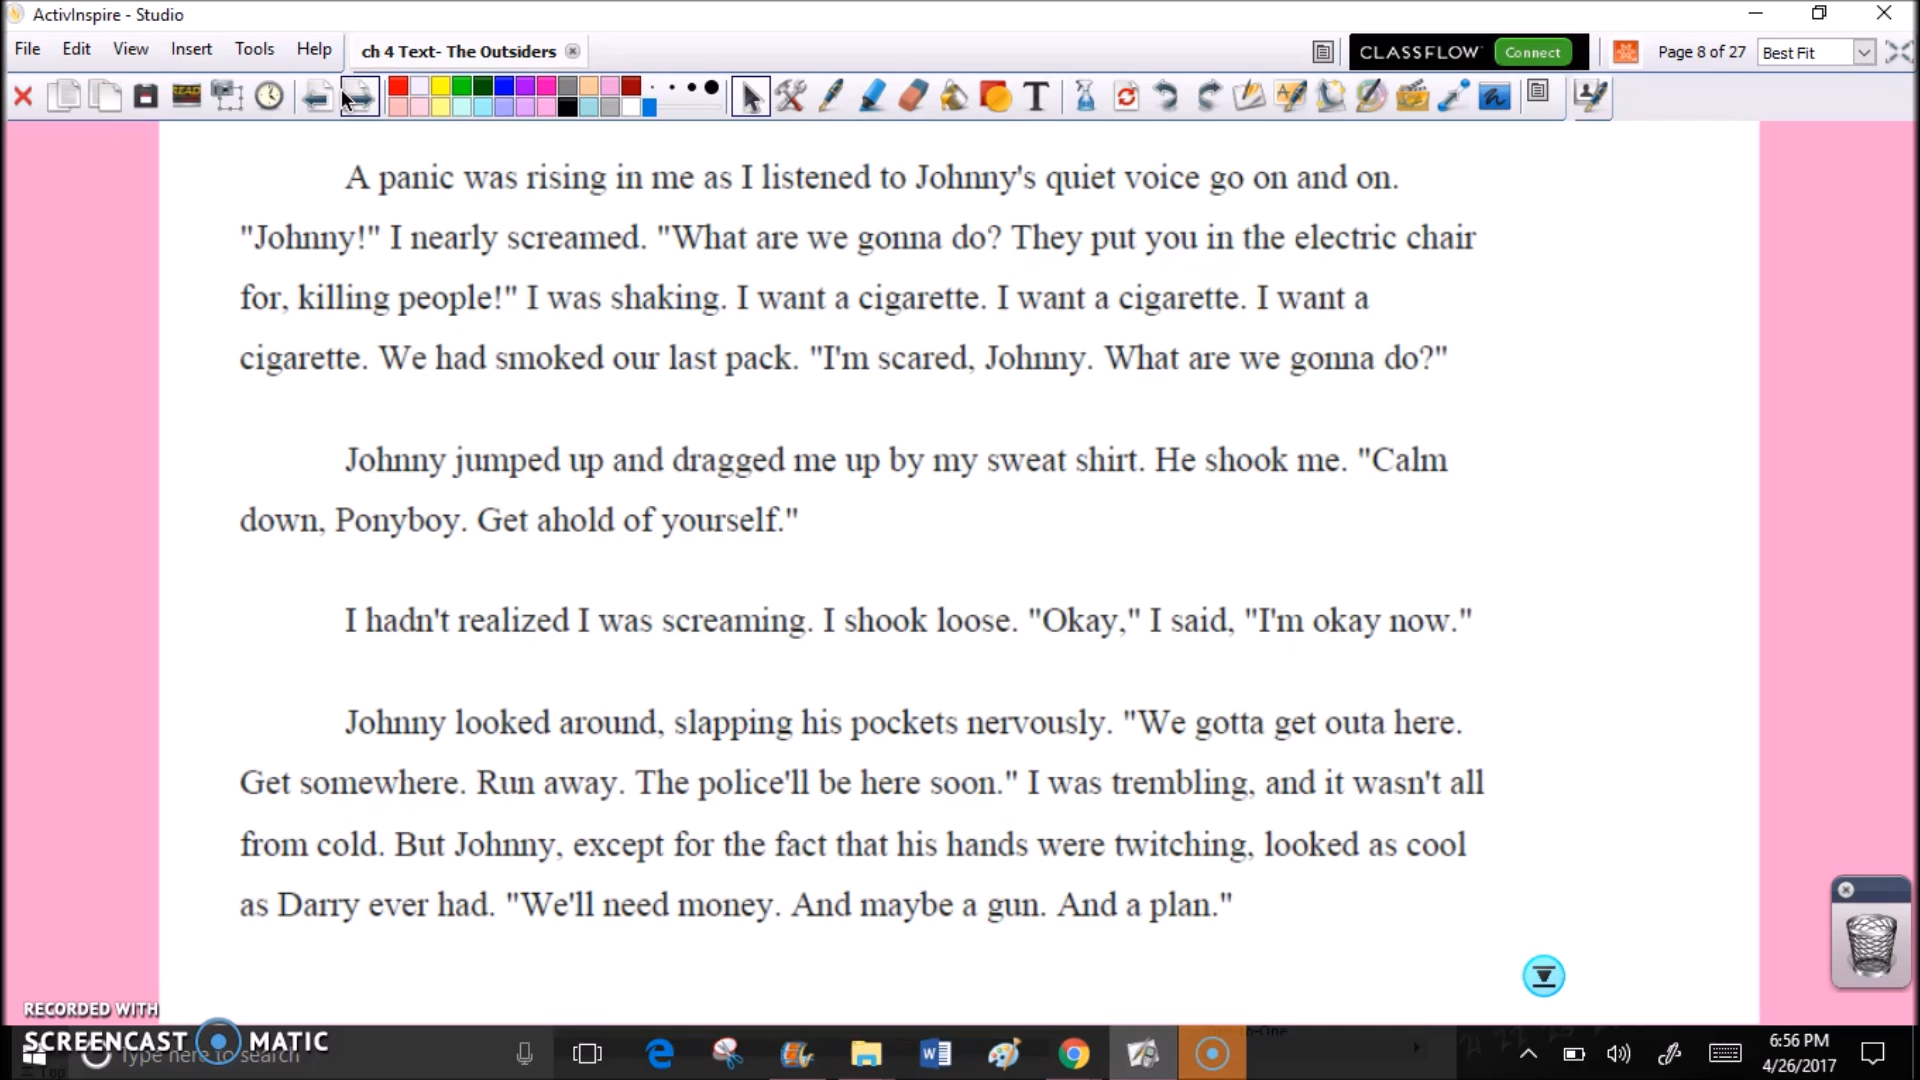 ActivInspire - Studio
File Edit View Insert Tools Help
ch 4 Text- The Outsiders
CLASSFLOW Connect
Page 8 of 27 Best Fit
READ
A panic was rising in me as I listened to Johnny's quiet voice go on and on.
"Johnny!" I nearly screamed. "What are we gonna do? They put you in the electric chair
for, killing people!" I was shaking. I want a cigarette. I want a cigarette. I want a
cigarette. We had smoked our last pack. "I'm scared, Johnny. What are we gonna do?"
Johnny jumped up and dragged me up by my sweat shirt. He shook me. "Calm
down, Ponyboy. Get ahold of yourself."
I hadn't realized I was screaming. I shook loose. "Okay," I said, "I'm okay now."
Johnny looked around, slapping his pockets nervously. "We gotta get outa here.
Get somewhere. Run away. The police'll be here soon." I was trembling, and it wasn't all
from cold. But Johnny, except for the fact that his hands were twitching, looked as cool
as Darry ever had. "We'll need money. And maybe a gun. And a plan."
RECORDED WITH
SCREENCAST MATIC
Type here to search
6:56 PM
4/26/2017